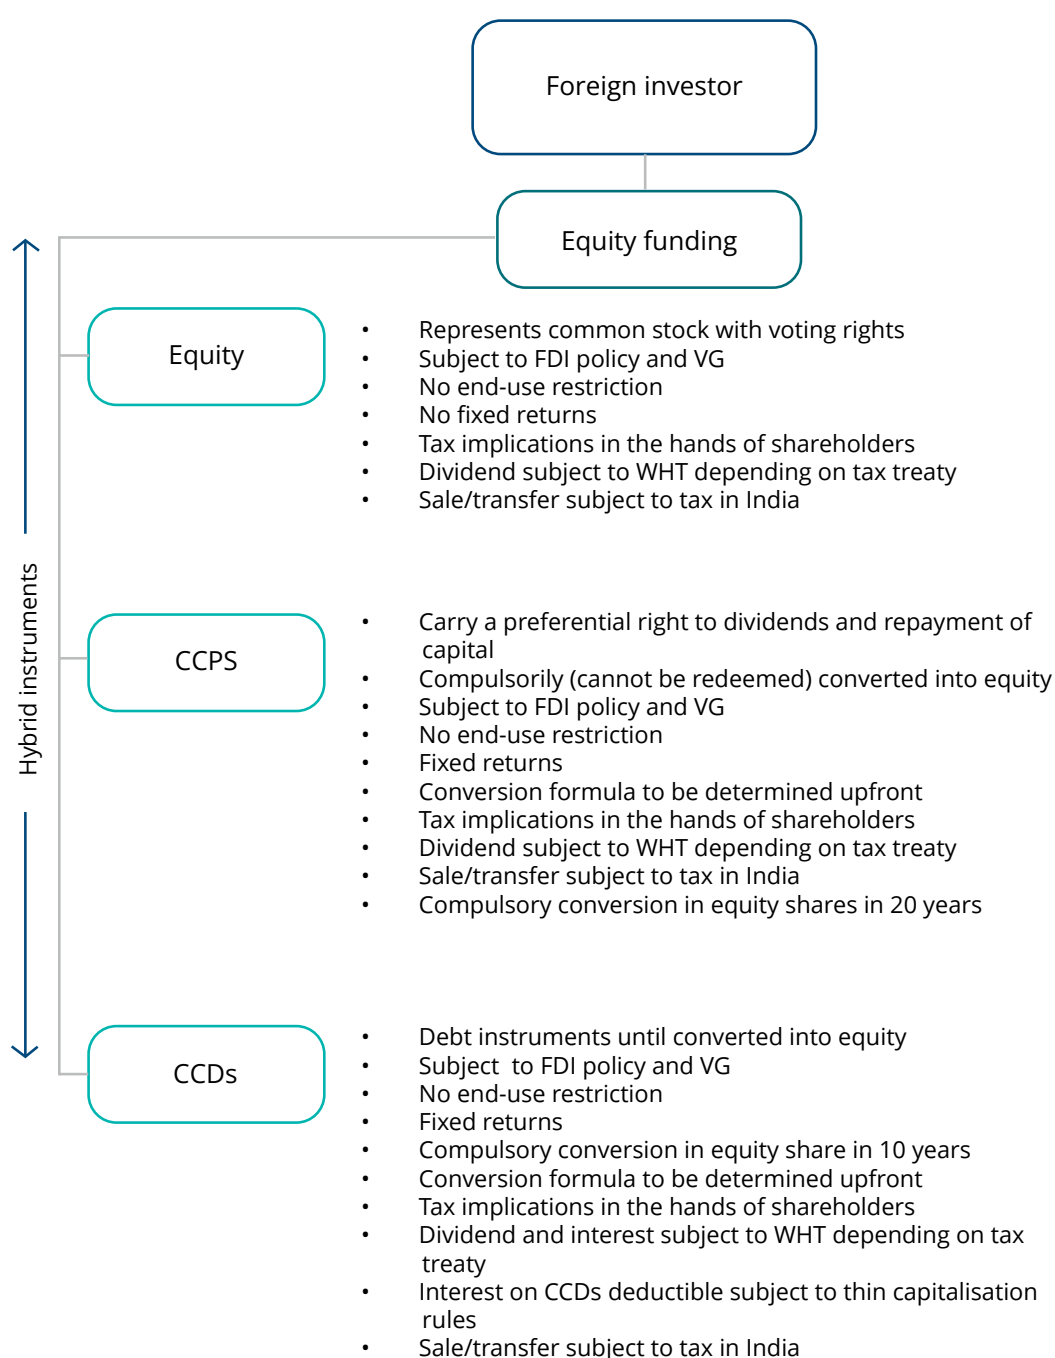 Foreign investor
Equity funding
Hybrid instruments
Equity
• Represents common stock with voting rights
• Subject to FDI policy and VG
• No end-use restriction
• No fixed returns
• Tax implications in the hands of shareholders
• Dividend subject to WHT depending on tax treaty
• Sale/transfer subject to tax in India
CCPS
• Carry a preferential right to dividends and repayment of
capital
• Compulsorily (cannot be redeemed) converted into equity
• Subject to FDI policy and VG
• No end-use restriction
• Fixed returns
• Conversion formula to be determined upfront
• Tax implications in the hands of shareholders
• Dividend subject to WHT depending on tax treaty
• Sale/transfer subject to tax in India
• Compulsory conversion in equity shares in 20 years
CCDs
• Debt instruments until converted into equity
• Subject  to FDI policy and VG
• No end-use restriction
• Fixed returns
• Compulsory conversion in equity share in 10 years
• Conversion formula to be determined upfront
• Tax implications in the hands of shareholders
• Dividend and interest subject to WHT depending on tax
treaty
• Interest on CCDs deductible subject to thin capitalisation
rules
• Sale/transfer subject to tax in India